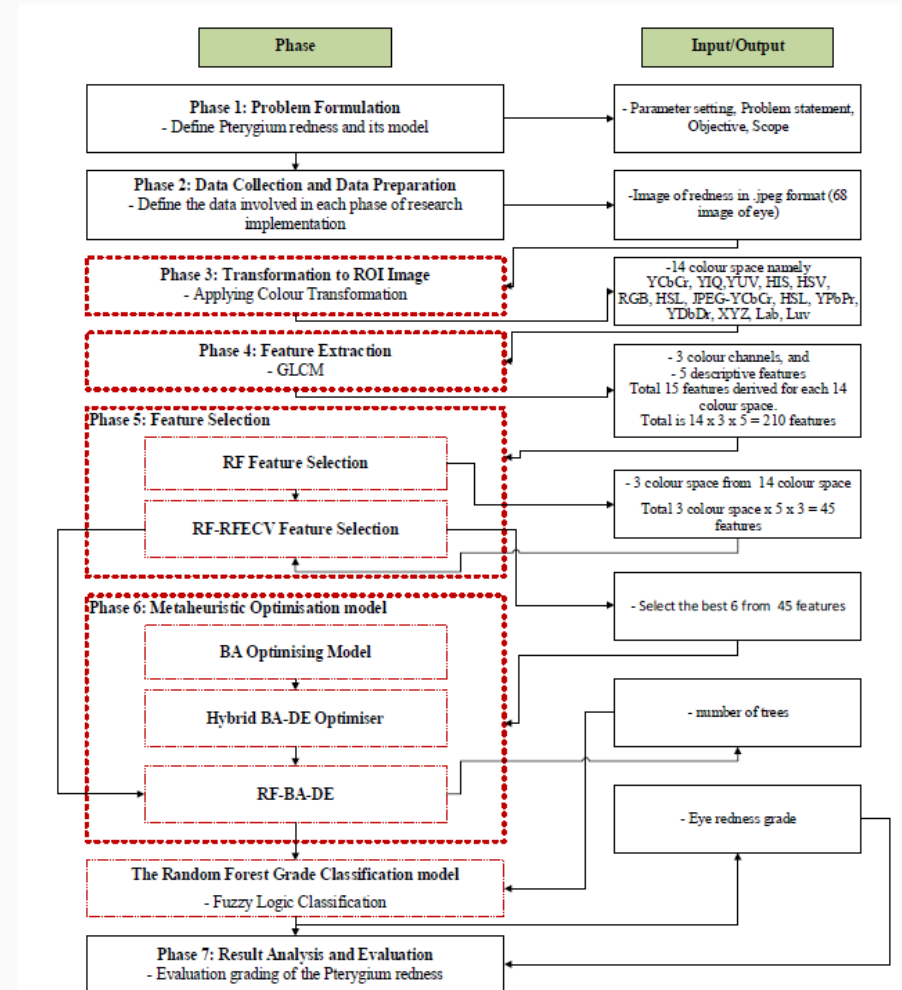 Phase
Input/Output
Phase 1: Problem Formulation
- Define Pterygium redness and its model
- Parameter setting, Problem statement,
Objective, Scope
Phase 2: Data Collection and Data Preparation
- Define the data involved in each phase of research
implementation
-Image of redness in .jpeg format (68
image of eye)
Phase 3: Transformation to ROI Image
- Applying Colour Transformation
-14 colour space namely
YCbCr, YIQ,YUV, HIS, HSV,
RGB, HSL, JPEG-YCbCr, HSL, YPbPr,
YDbDr, XYZ, Lab, Luv
Phase 4: Feature Extraction
- GLCM
- 3 colour channels, and
- 5 descriptive features
Total 15 features derived for each 14
colour space.
Total is 14 x 3 x 5 = 210 features
Phase 5: Feature Selection
RF Feature Selection
RF-RFECV Feature Selection
- 3 colour space from 14 colour space
Total 3 colour space x 5 x 3 = 45
features
Phase 6: Metaheuristic Optimisation model
BA Optimising Model
Hybrid BA-DE Optimiser
RF-BA-DE
- Select the best 6 from 45 features
- number of trees
- Eye redness grade
The Random Forest Grade Classification model
- Fuzzy Logic Classification
Phase 7: Result Analysis and Evaluation
- Evaluation grading of the Pterygium redness